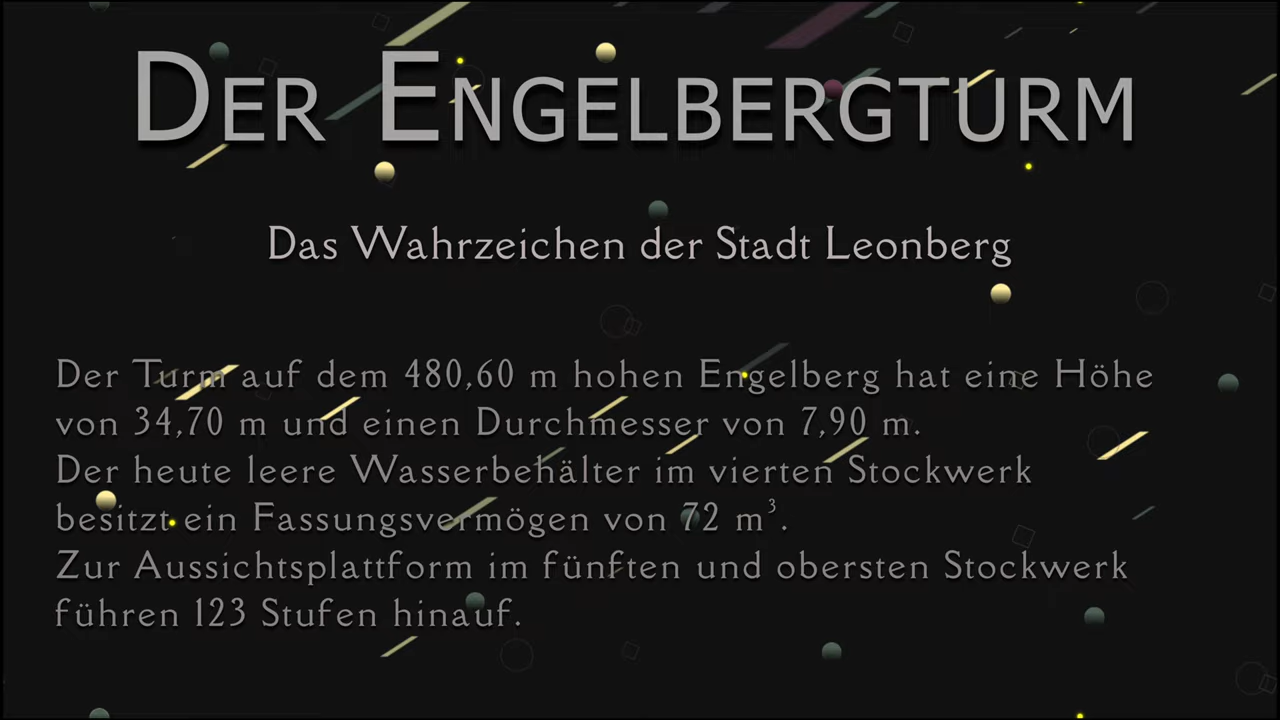 Der Engelbergturm
Das Wahrzeichen der Stadt Leonberg
Der Turm auf dem 480,60 m hohen Engelberg hat eine Höhe
von 34,70 m und einen Durchmesser von 7,90 m.
Der heute leere Wasserbehälter im vierten Stockwerk
besitzt ein Fassungsvermögen von 72 m³.
Zur Aussichtsplattform im fünften und obersten Stockwerk
führen 123 Stufen hinauf.